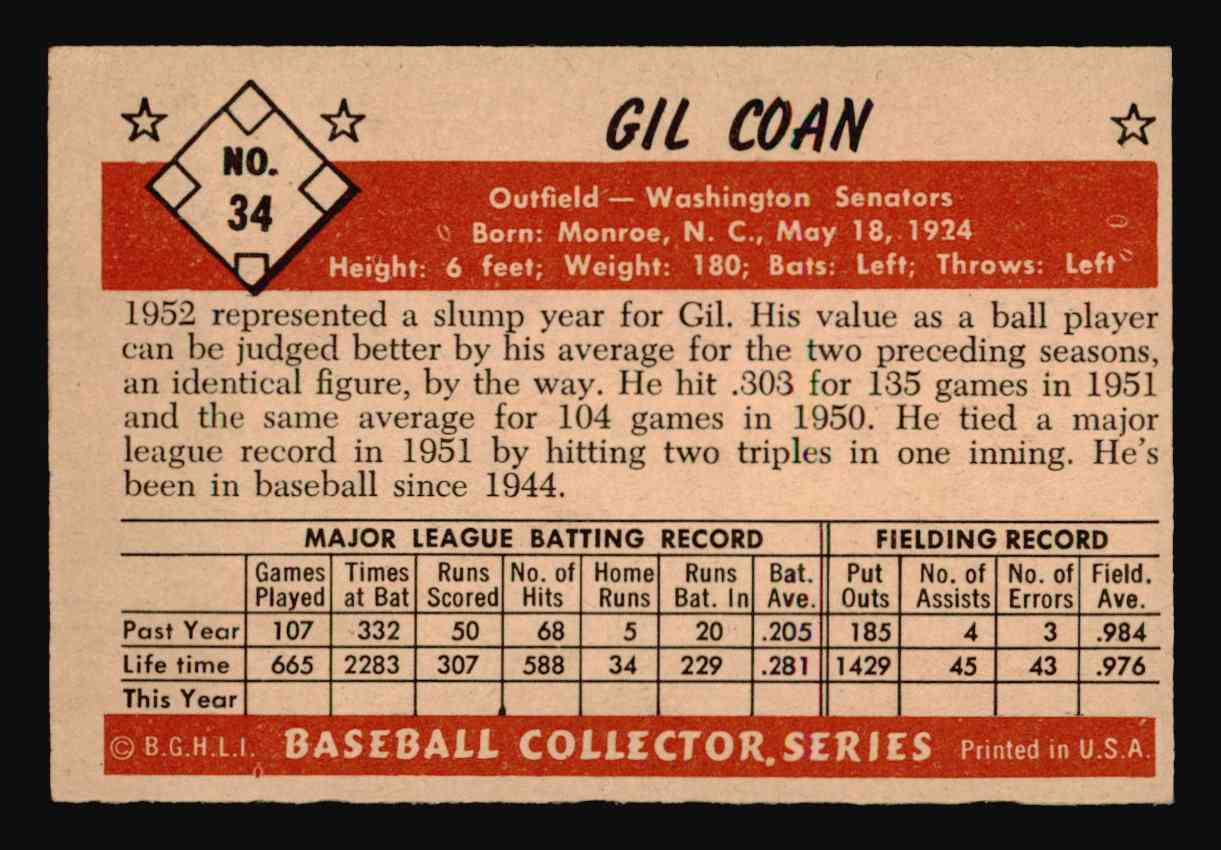 GIL COAN
NO.
34
Outfield — Washington Senators
Born: Monroe, N. C., May 18, 1924
Height: 6 feet; Weight: 180; Bats: Left; Throws: Left
1952 represented a slump year for Gil. His value as a ball player
can be judged better by his average for the two preceding seasons,
an identical figure, by the way. He hit .303 for 135 games in 1951
and the same average for 104 games in 1950. He tied a major
league record in 1951 by hitting two triples in one inning. He's
been in baseball since 1944.
MAJOR LEAGUE BATTING RECORD FIELDING RECORD
Games Times Runs No. of Home Runs Bat. Put No. of No. of Field.
Played at Bat Scored Hits Runs Bat. In Ave. Outs Assists Errors Ave.
Past Year 107 332 50 68 5 20 .205 185 4 3 .984
Life time 665 2283 307 588 34 229 .281 1429 45 43 .976
This Year
© B.G.H.L.I. BASEBALL COLLECTOR SERIES Printed in U.S.A.